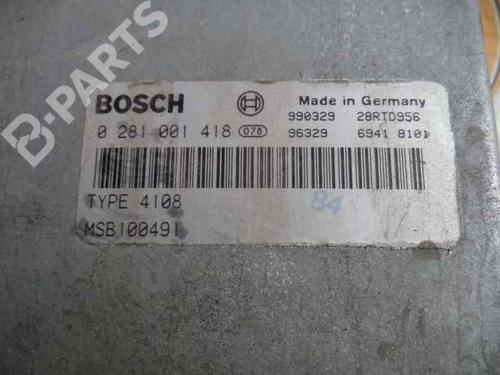 B-PARTS
BOSCH
Made in Germany
0 281 001 418 078
990329 28RTD956
96329 6941 8101
TYPE 4108
84
MSB100491